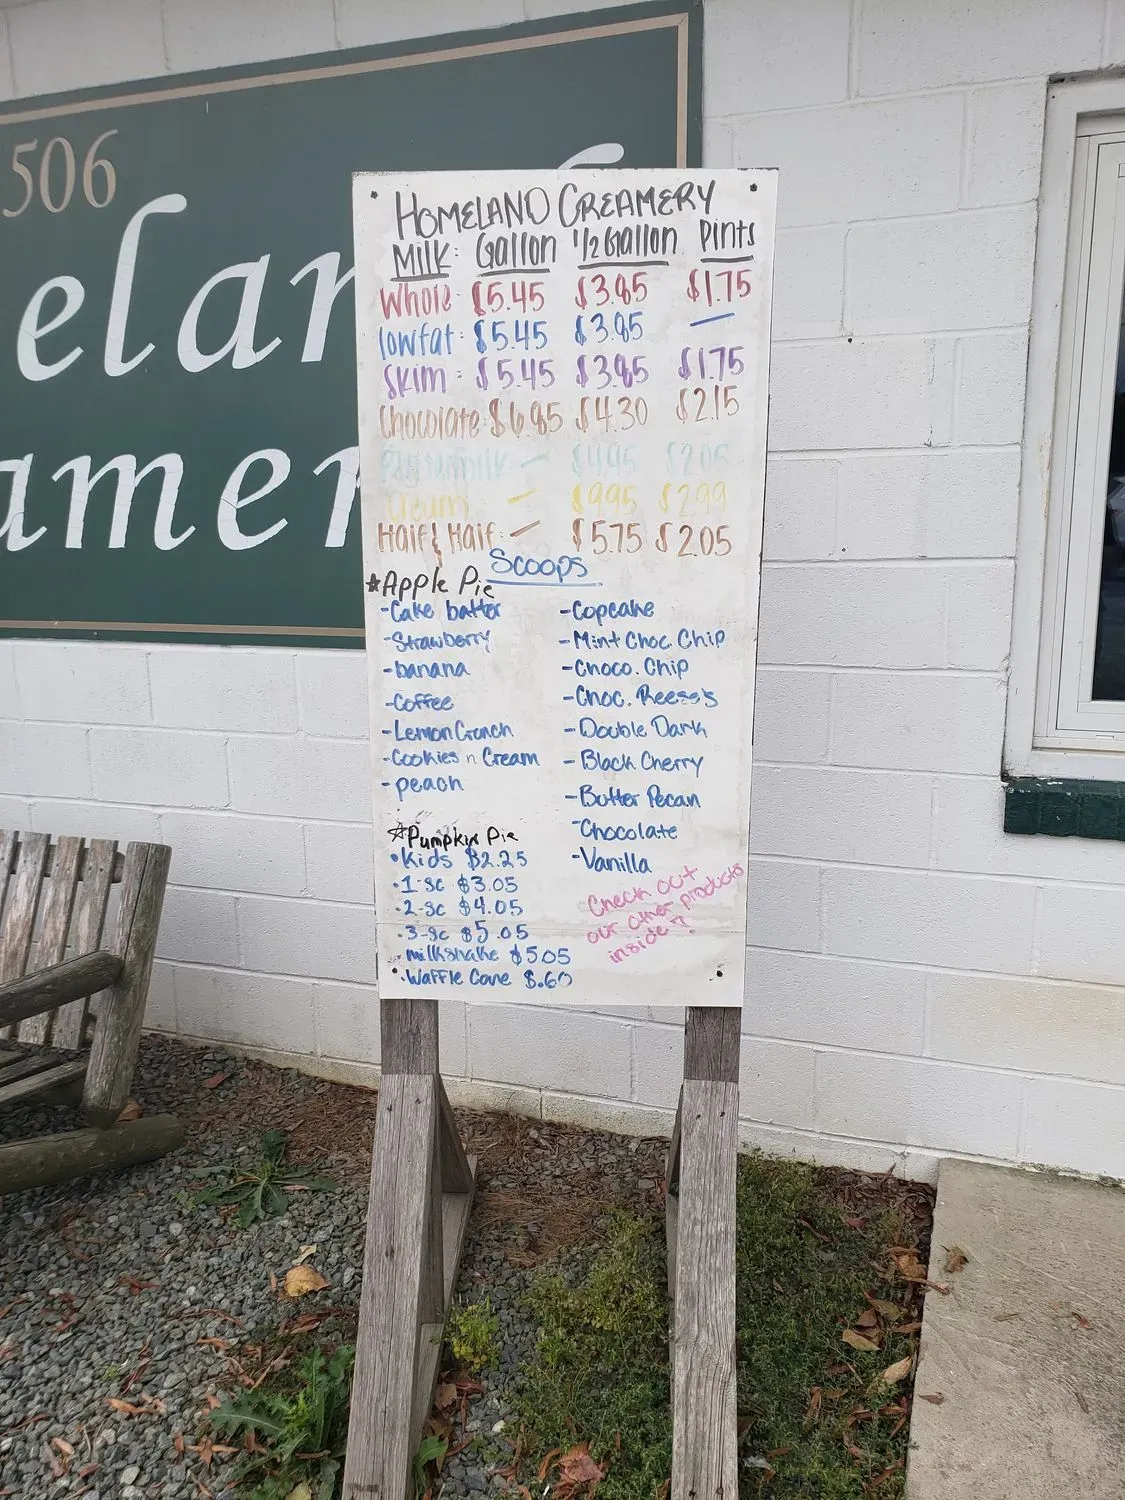 506
elan
amer
HOMELAND CREAMERY
Milk: Gallon 1/2 Gallon Pints
Whole: $5.45 $3.85 $1.75
lowfat: $5.45 $3.85 —
Skim: $5.45 $3.85 $1.75
Chocolate: $6.85 $4.30 $2.15
Buttermilk — $4.95 $2.05
Cream — $9.95 $2.99
Half & Half: — $5.75 $2.05
Scoops
*Apple Pie
-Cake batter
-Strawberry
-banana
-Coffee
-Lemon Crunch
-Cookies n Cream
-peach
☆Pumpkin Pie
-Copcake
-Mint Choc. Chip
-Choco. Chip
-Choc. Reese's
-Double Dark
-Black Cherry
-Butter Pecan
-Chocolate
-Vanilla
•Kids $2.25
•1-sc $3.05
•2-sc $4.05
•3-sc $5.05
•milkshake $5.05
•Waffle Cone $.60
Check out
our other products
inside!